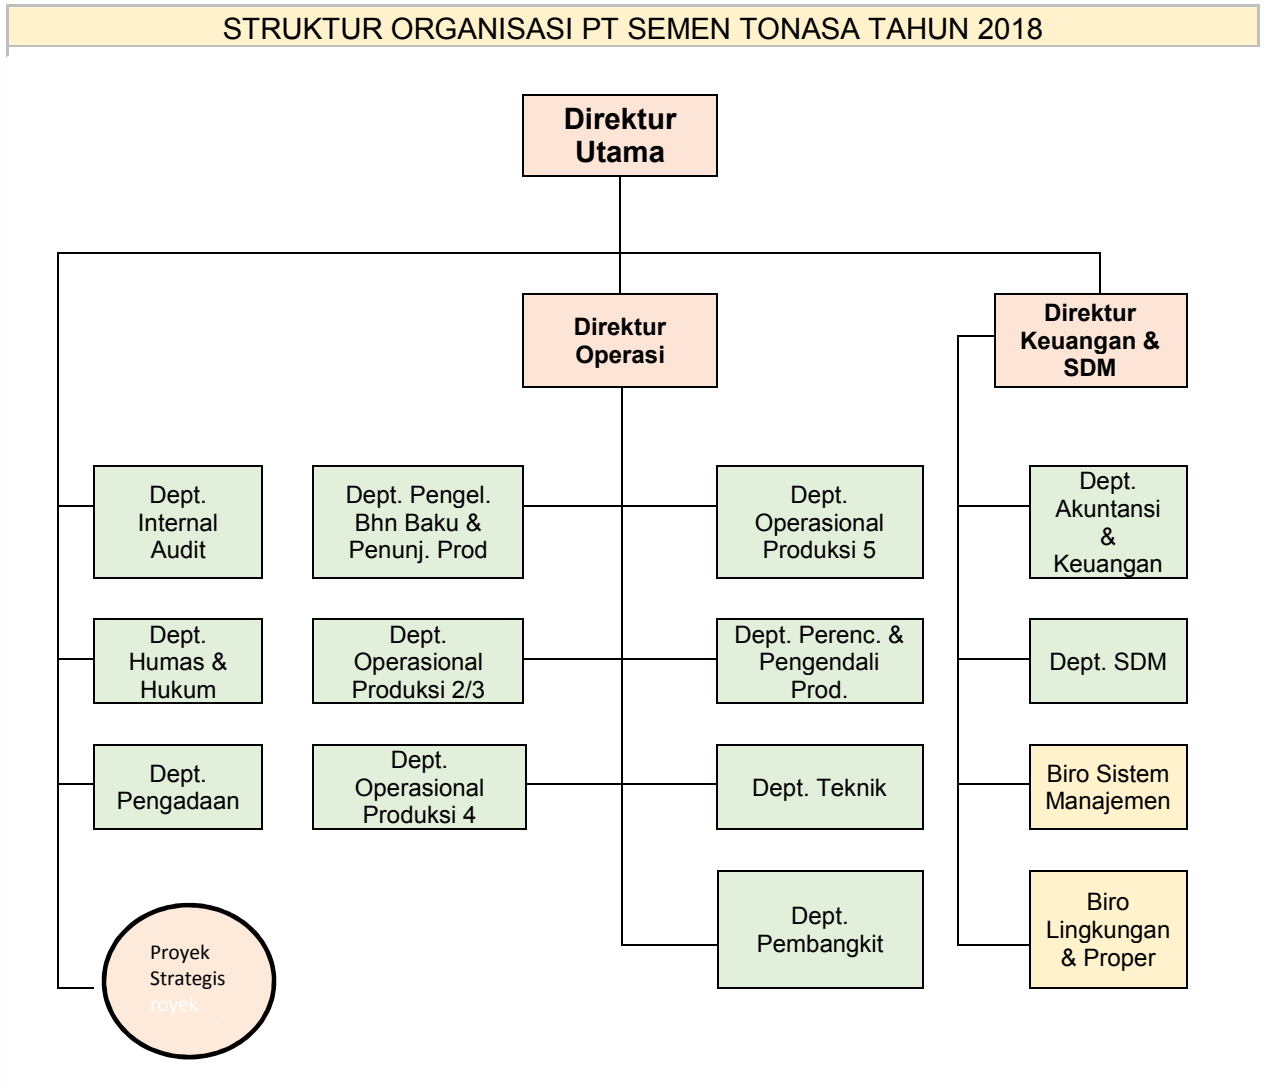 STRUKTUR ORGANISASI PT SEMEN TONASA TAHUN 2018
Direktur
Utama
Direktur
Operasi
Direktur
Keuangan &
SDM
Dept.
Internal
Audit
Dept. Pengel.
Bhn Baku &
Penunj. Prod
Dept.
Operasional
Produksi 5
Dept.
Akuntansi
&
Keuangan
Dept.
Humas &
Hukum
Dept.
Operasional
Produksi 2/3
Dept. Perenc. &
Pengendali
Prod.
Dept. SDM
Dept.
Pengadaan
Dept.
Operasional
Produksi 4
Dept. Teknik
Biro Sistem
Manajemen
Proyek
Strategis
royek
Dept.
Pembangkit
Biro
Lingkungan
& Proper